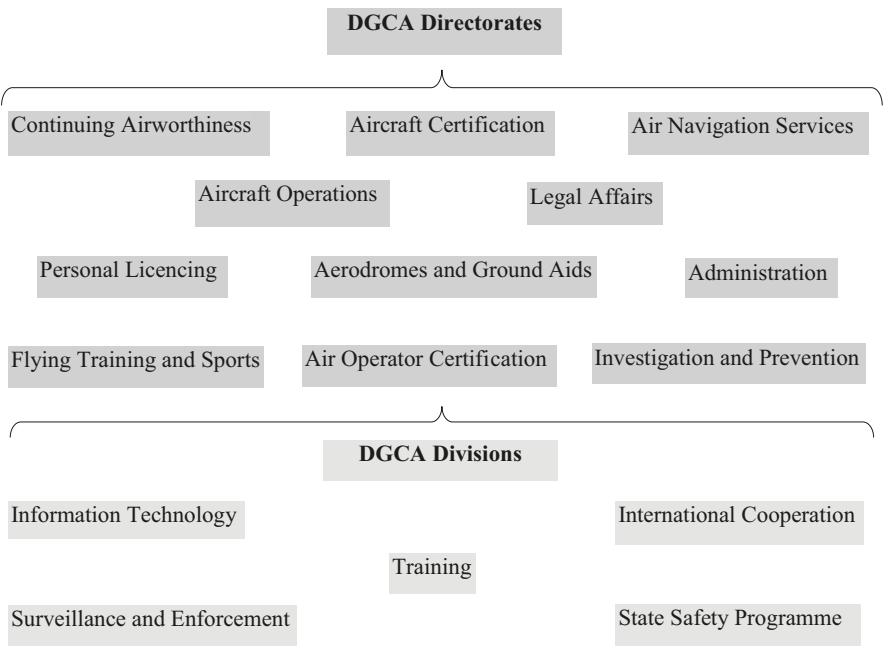 DGCA Directorates
Continuing Airworthiness
Aircraft Certification
Air Navigation Services
Aircraft Operations
Legal Affairs
Personal Licencing
Aerodromes and Ground Aids
Administration
Flying Training and Sports
Air Operator Certification
Investigation and Prevention
DGCA Divisions
Information Technology
International Cooperation
Training
Surveillance and Enforcement
State Safety Programme